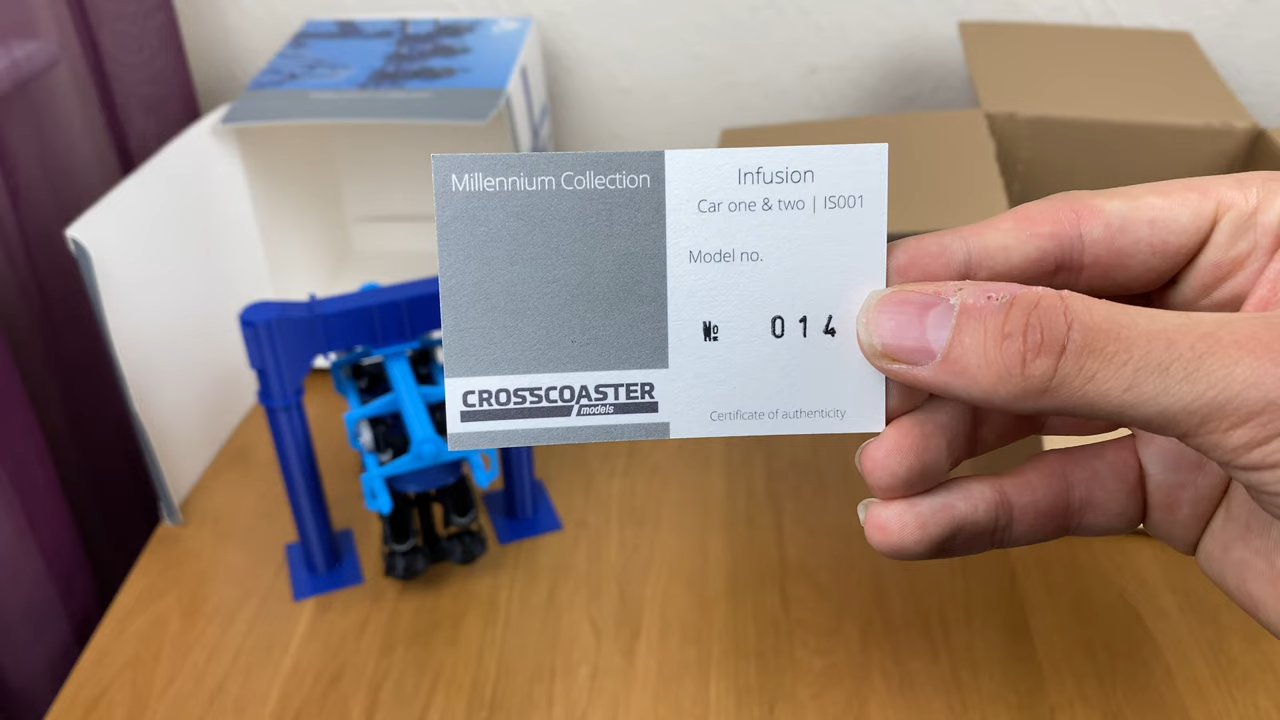 Millennium Collection
CROSSCOASTER
models
Infusion
Car one & two | IS001
Model no.
№ 014
Certificate of authenticity